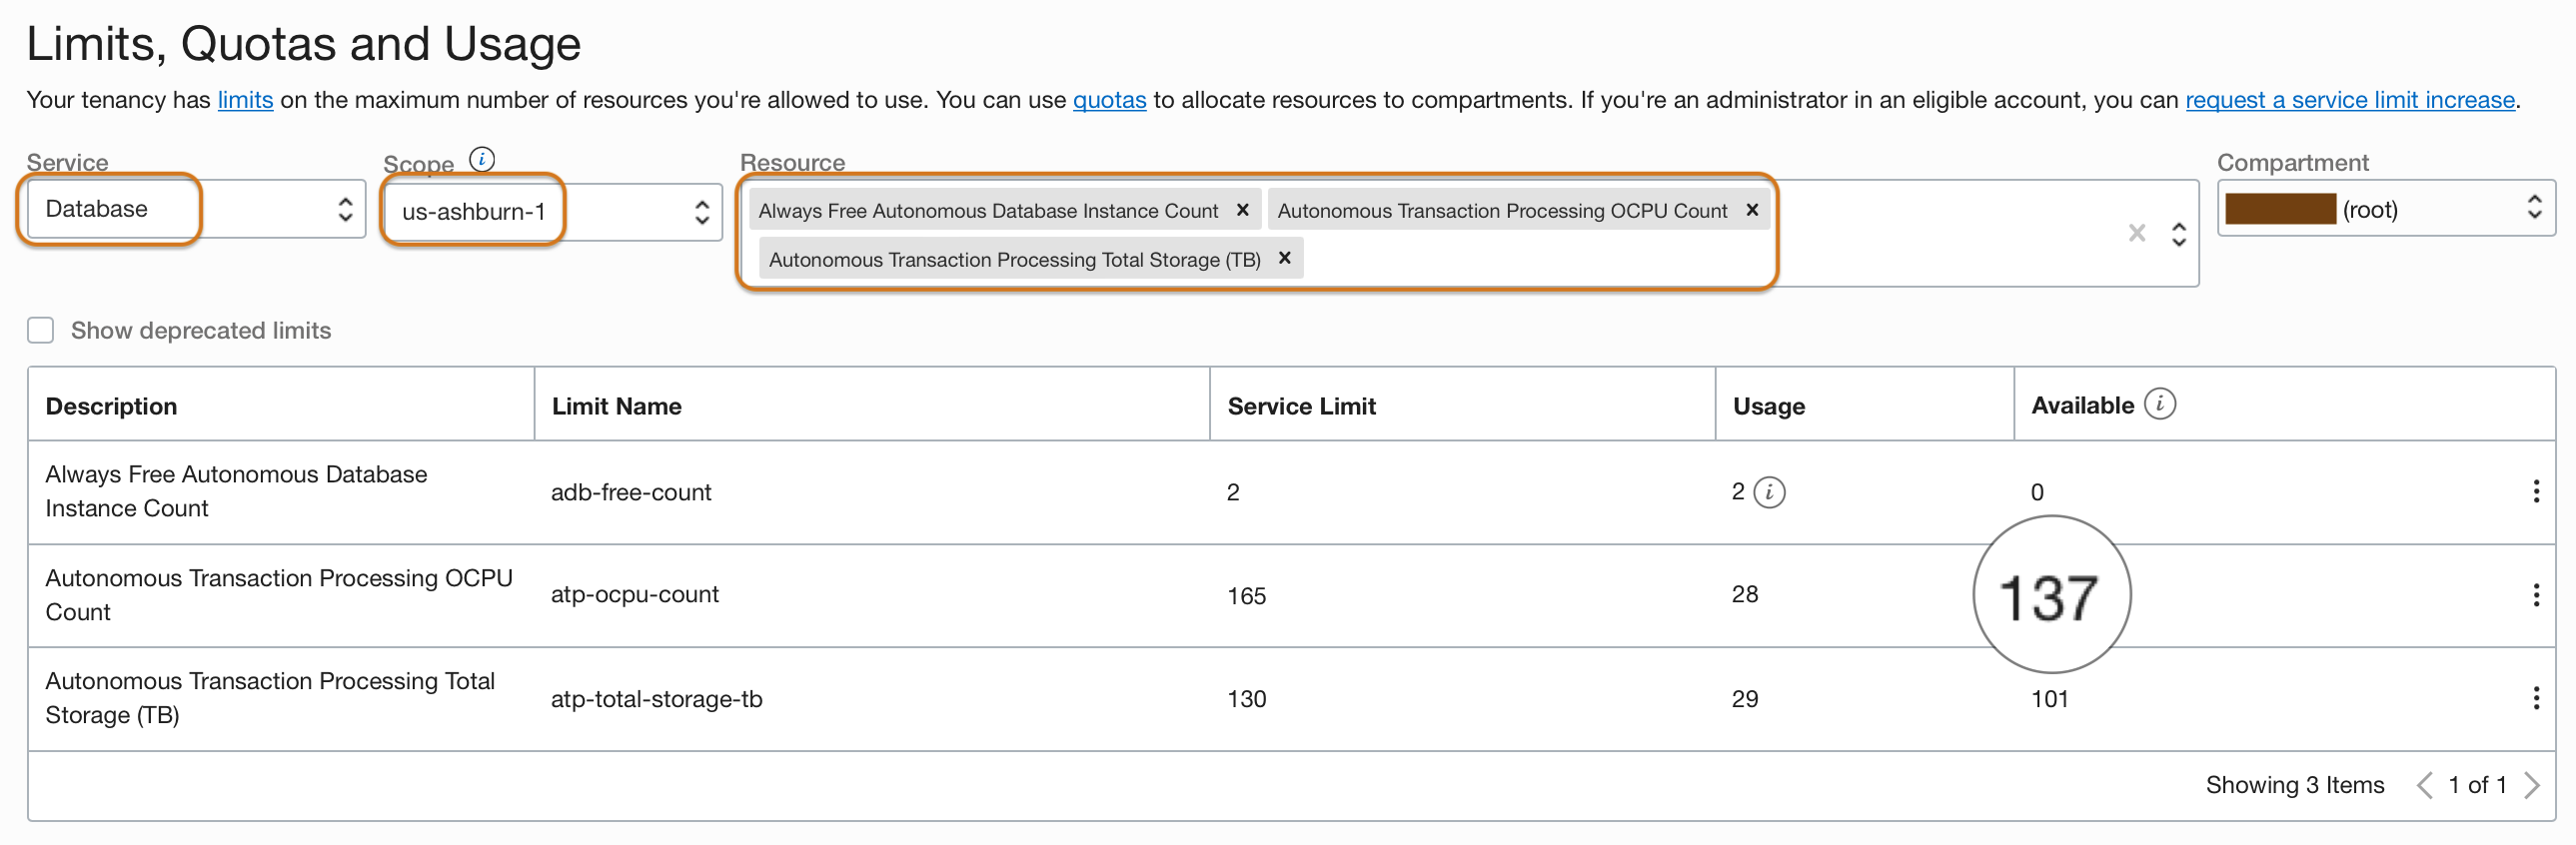 Limits, Quotas and Usage
Your tenancy has limits on the maximum number of resources you're allowed to use. You can use quotas to allocate resources to compartments. If you're an administrator in an eligible account, you can request a service limit increase.
Service
Scope
Resource
Compartment
Database
us-ashburn-1
Always Free Autonomous Database Instance Count
Autonomous Transaction Processing OCPU Count
Autonomous Transaction Processing Total Storage (TB)
(root)
Show deprecated limits
Description Limit Name Service Limit Usage Available
Always Free Autonomous Database
Instance Count
adb-free-count 2 2 0
Autonomous Transaction Processing OCPU
Count
atp-ocpu-count 165 28 137
Autonomous Transaction Processing Total
Storage (TB)
atp-total-storage-tb 130 29 101
Showing 3 Items 1 of 1